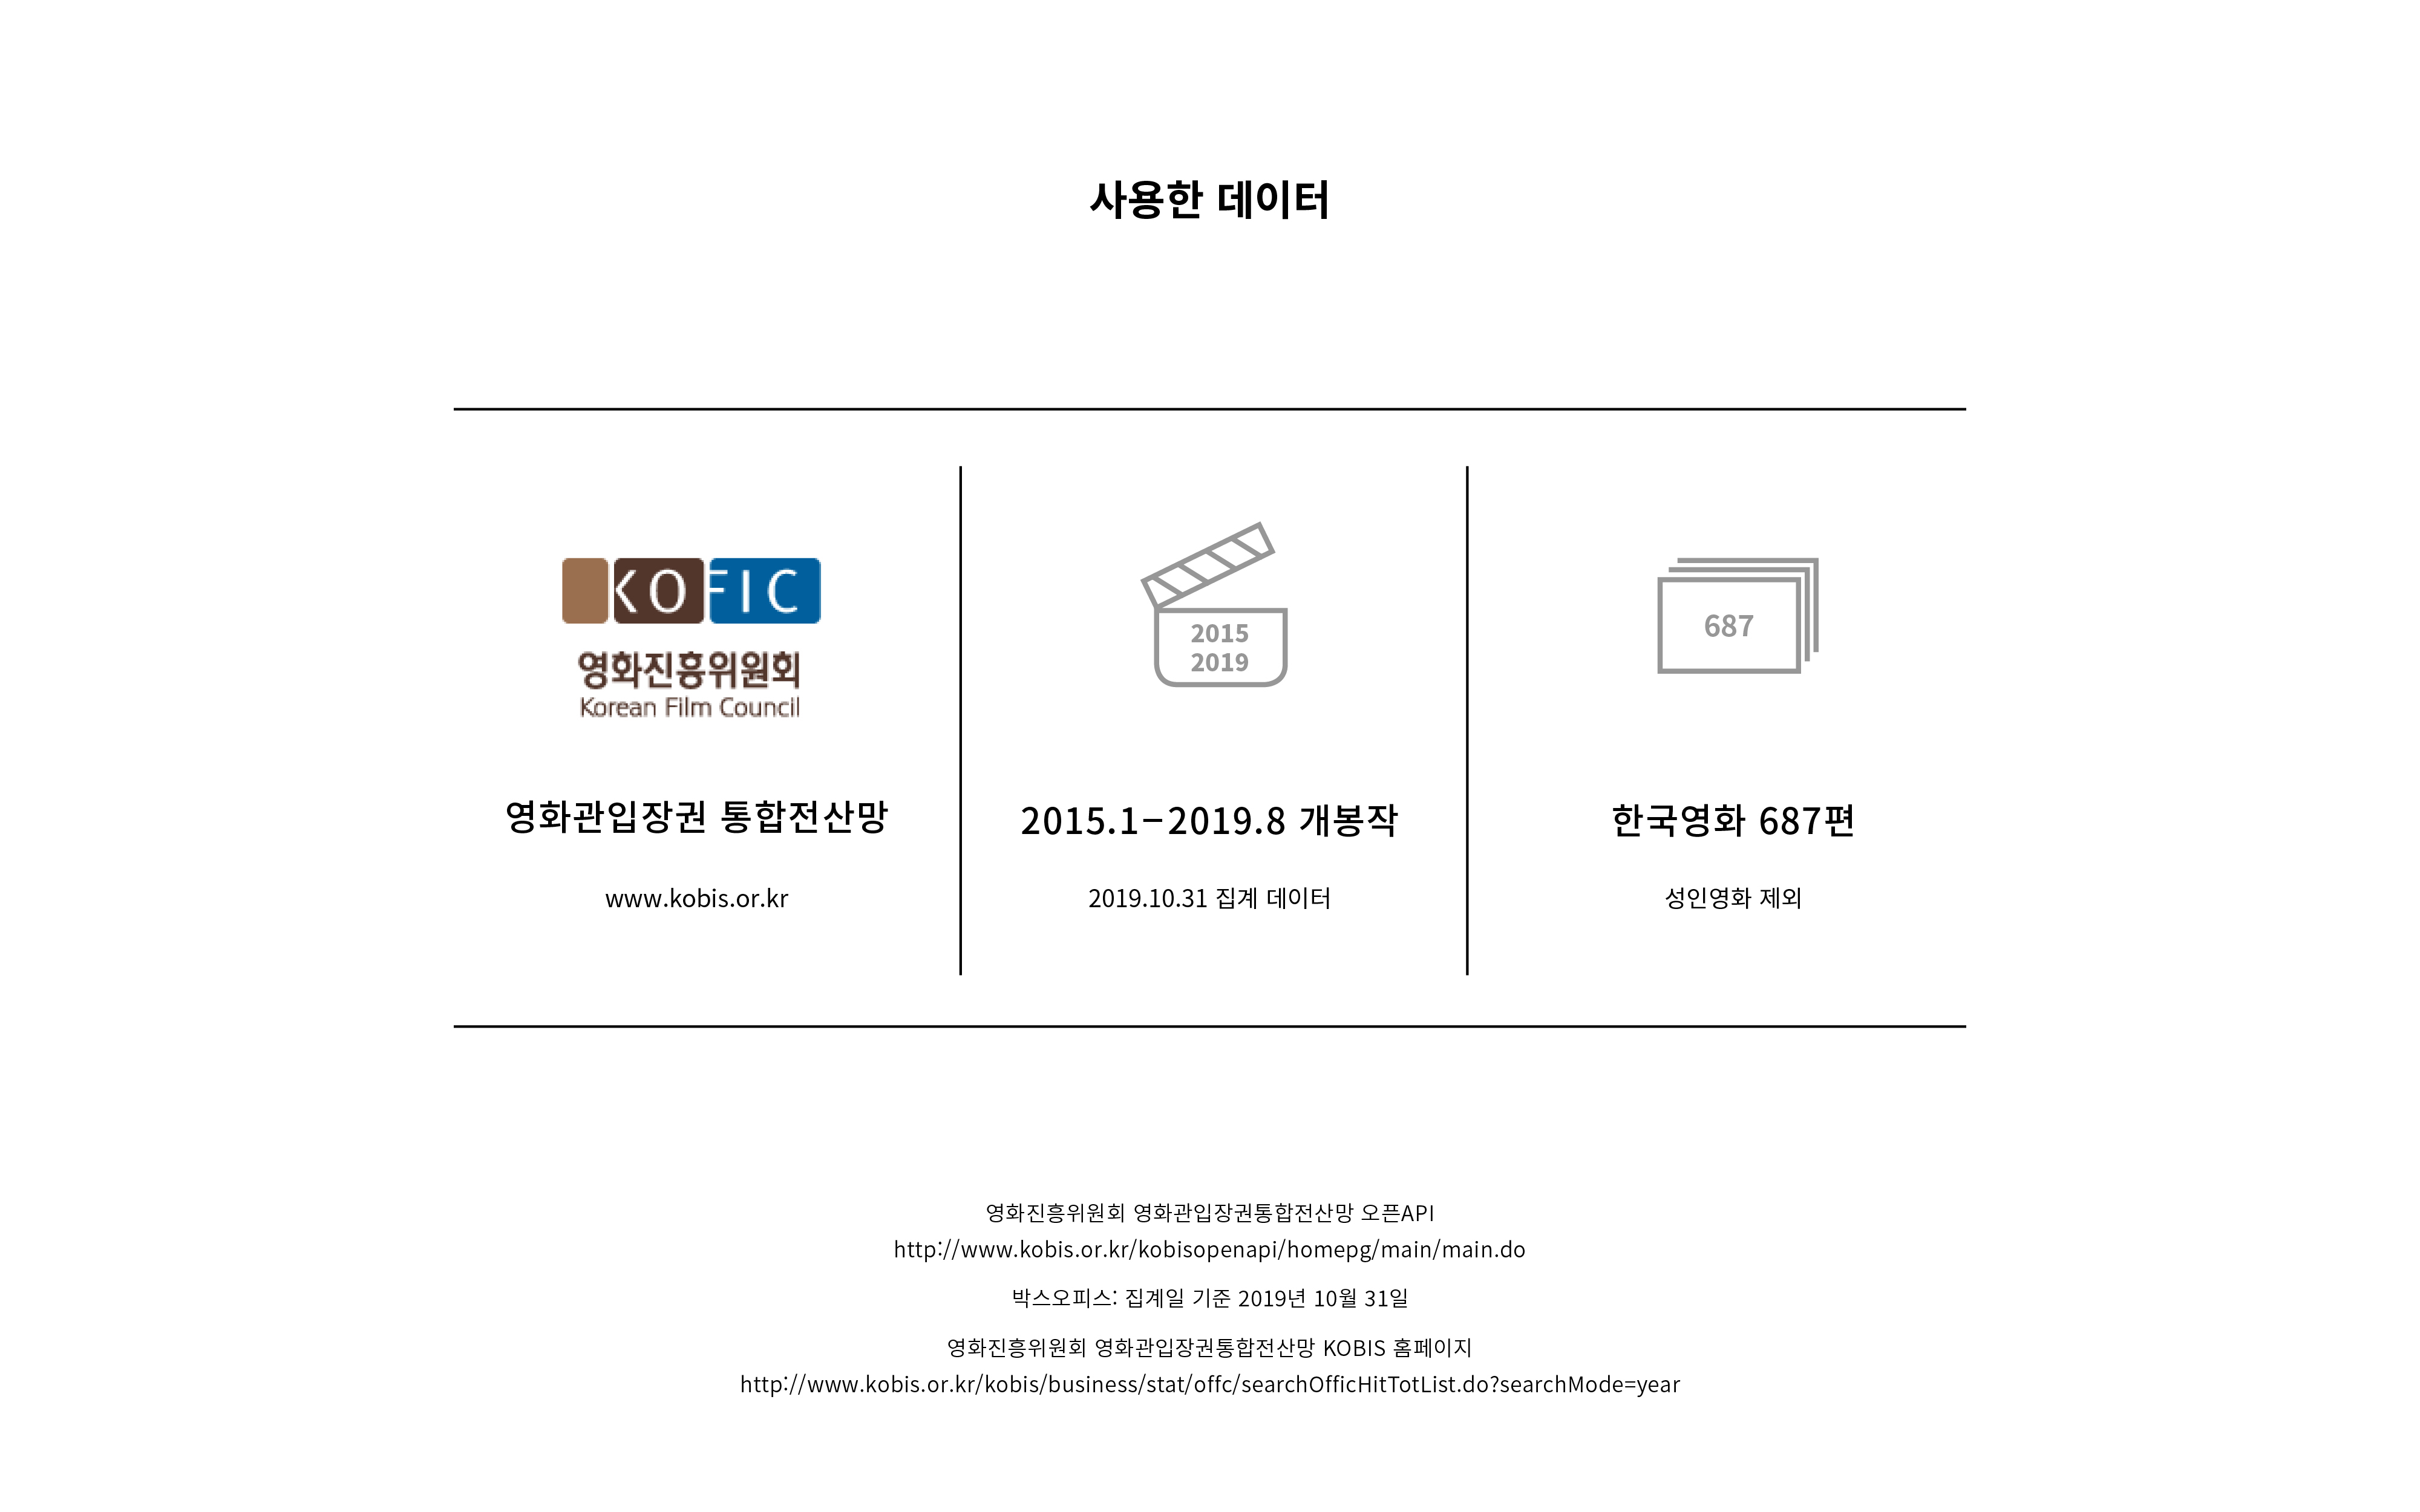 사용한 데이터
KOFIC
영화진흥위원회
Korean Film Council
영화관입장권 통합전산망
www.kobis.or.kr
2015
2019
2015.1–2019.8 개봉작
2019.10.31 집계 데이터
687
한국영화 687편
성인영화 제외
영화진흥위원회 영화관입장권통합전산망 오픈API
http://www.kobis.or.kr/kobisopenapi/homepg/main/main.do
박스오피스: 집계일 기준 2019년 10월 31일
영화진흥위원회 영화관입장권통합전산망 KOBIS 홈페이지
http://www.kobis.or.kr/kobis/business/stat/offc/searchOfficHitTotList.do?searchMode=year